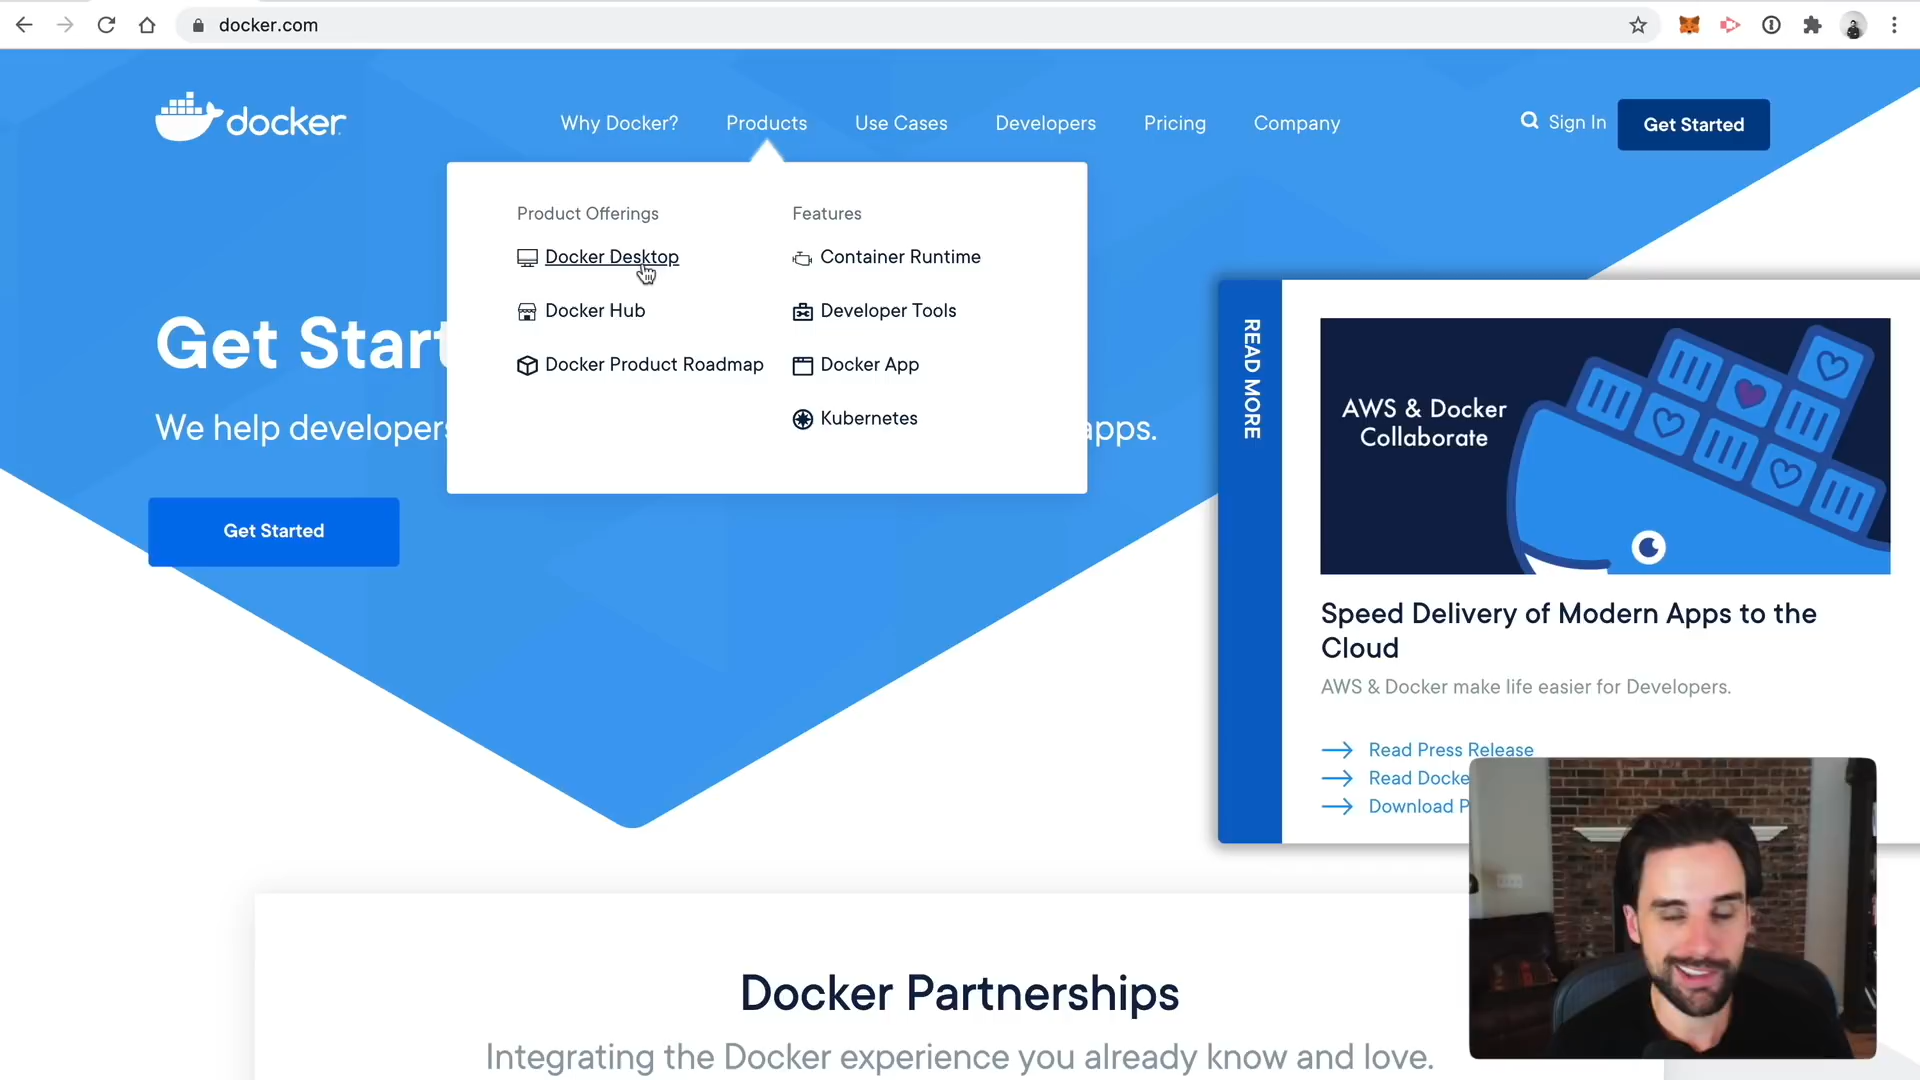 docker.com
docker
Why Docker?
Products
Use Cases
Developers
Pricing
Company
Sign In
Get Started
Product Offerings
Docker Desktop
Docker Hub
Docker Product Roadmap
Features
Container Runtime
Developer Tools
Docker App
Kubernetes
Get Start
We help developers
apps.
Get Started
READ MORE
AWS & Docker
Collaborate
Speed Delivery of Modern Apps to the
Cloud
AWS & Docker make life easier for Developers.
Read Press Release
Read Docke
Download P
Docker Partnerships
Integrating the Docker experience you already know and love.